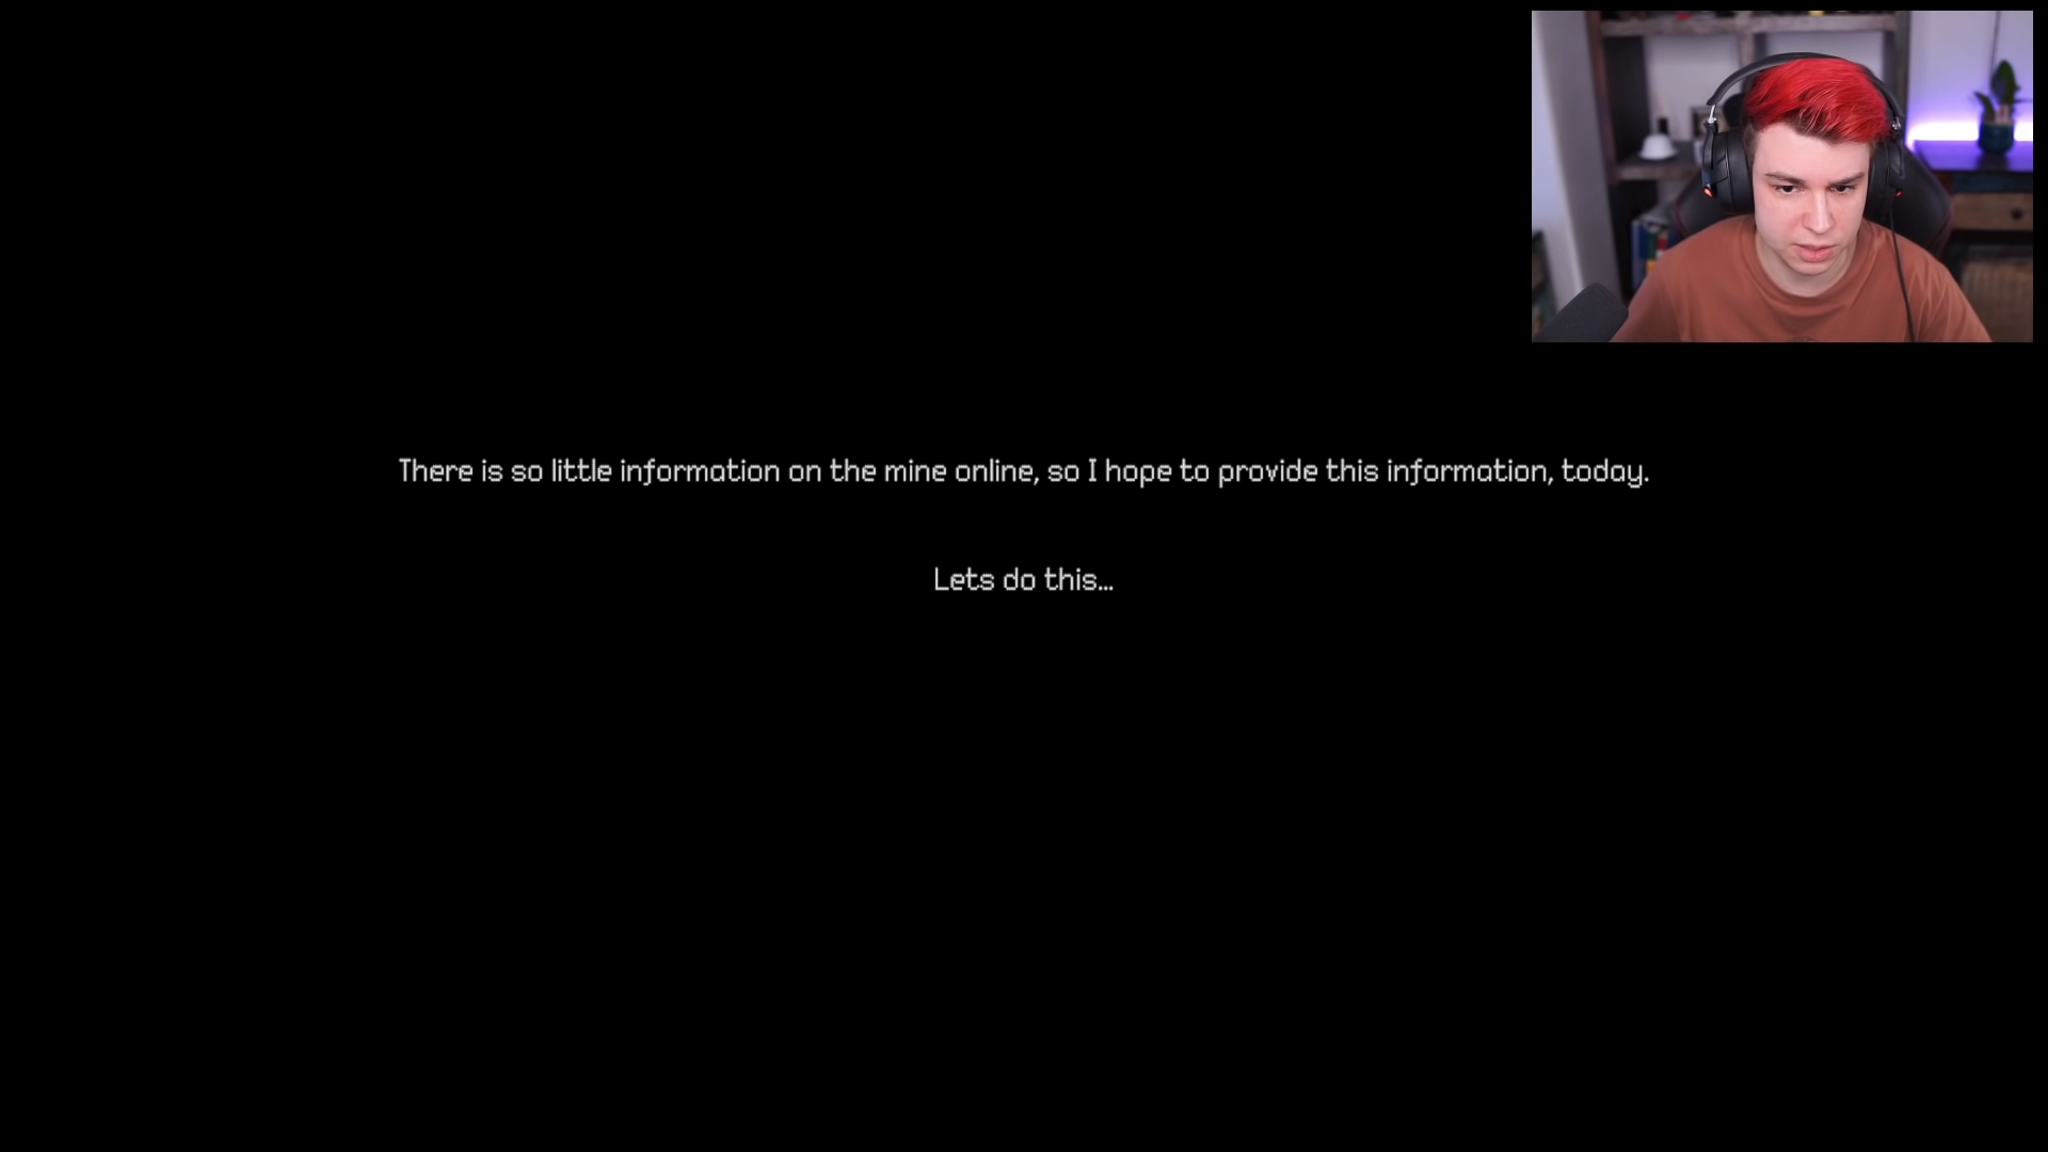 There is so little information on the mine online, so I hope to provide this information, today.
Lets do this...